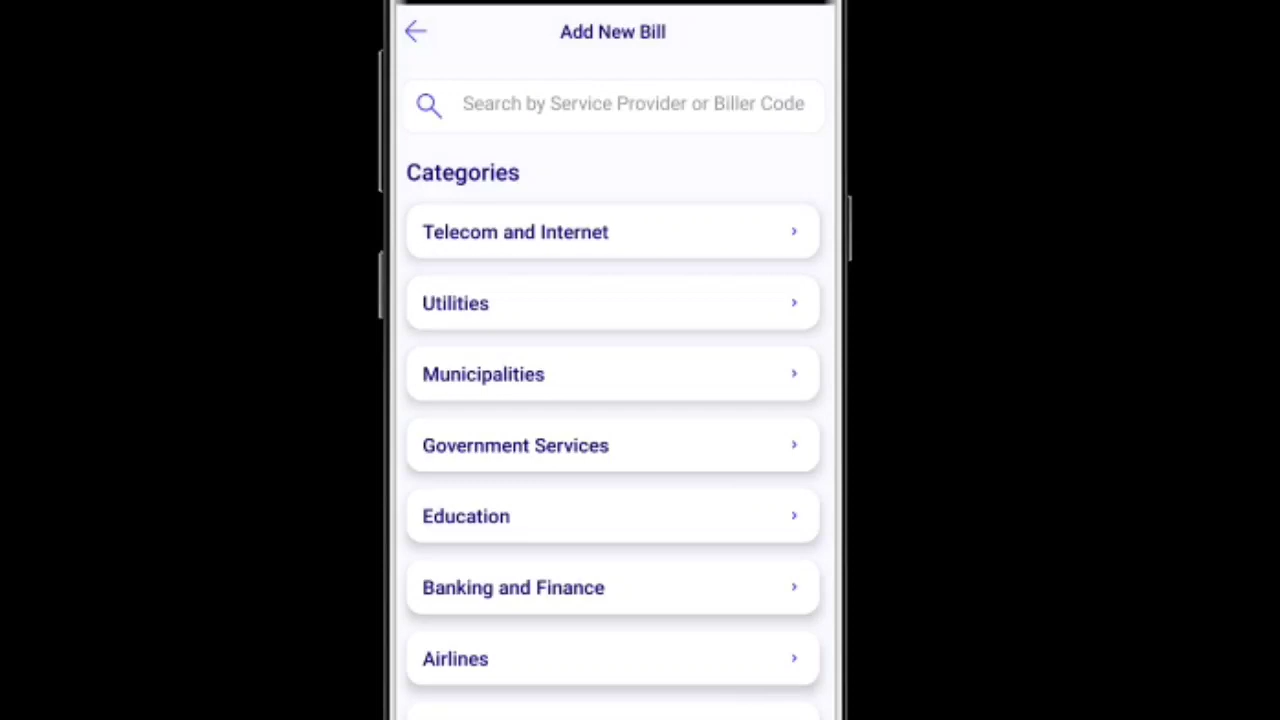 Add New Bill
Search by Service Provider or Biller Code
Categories
Telecom and Internet
Utilities
Municipalities
Government Services
Education
Banking and Finance
Airlines